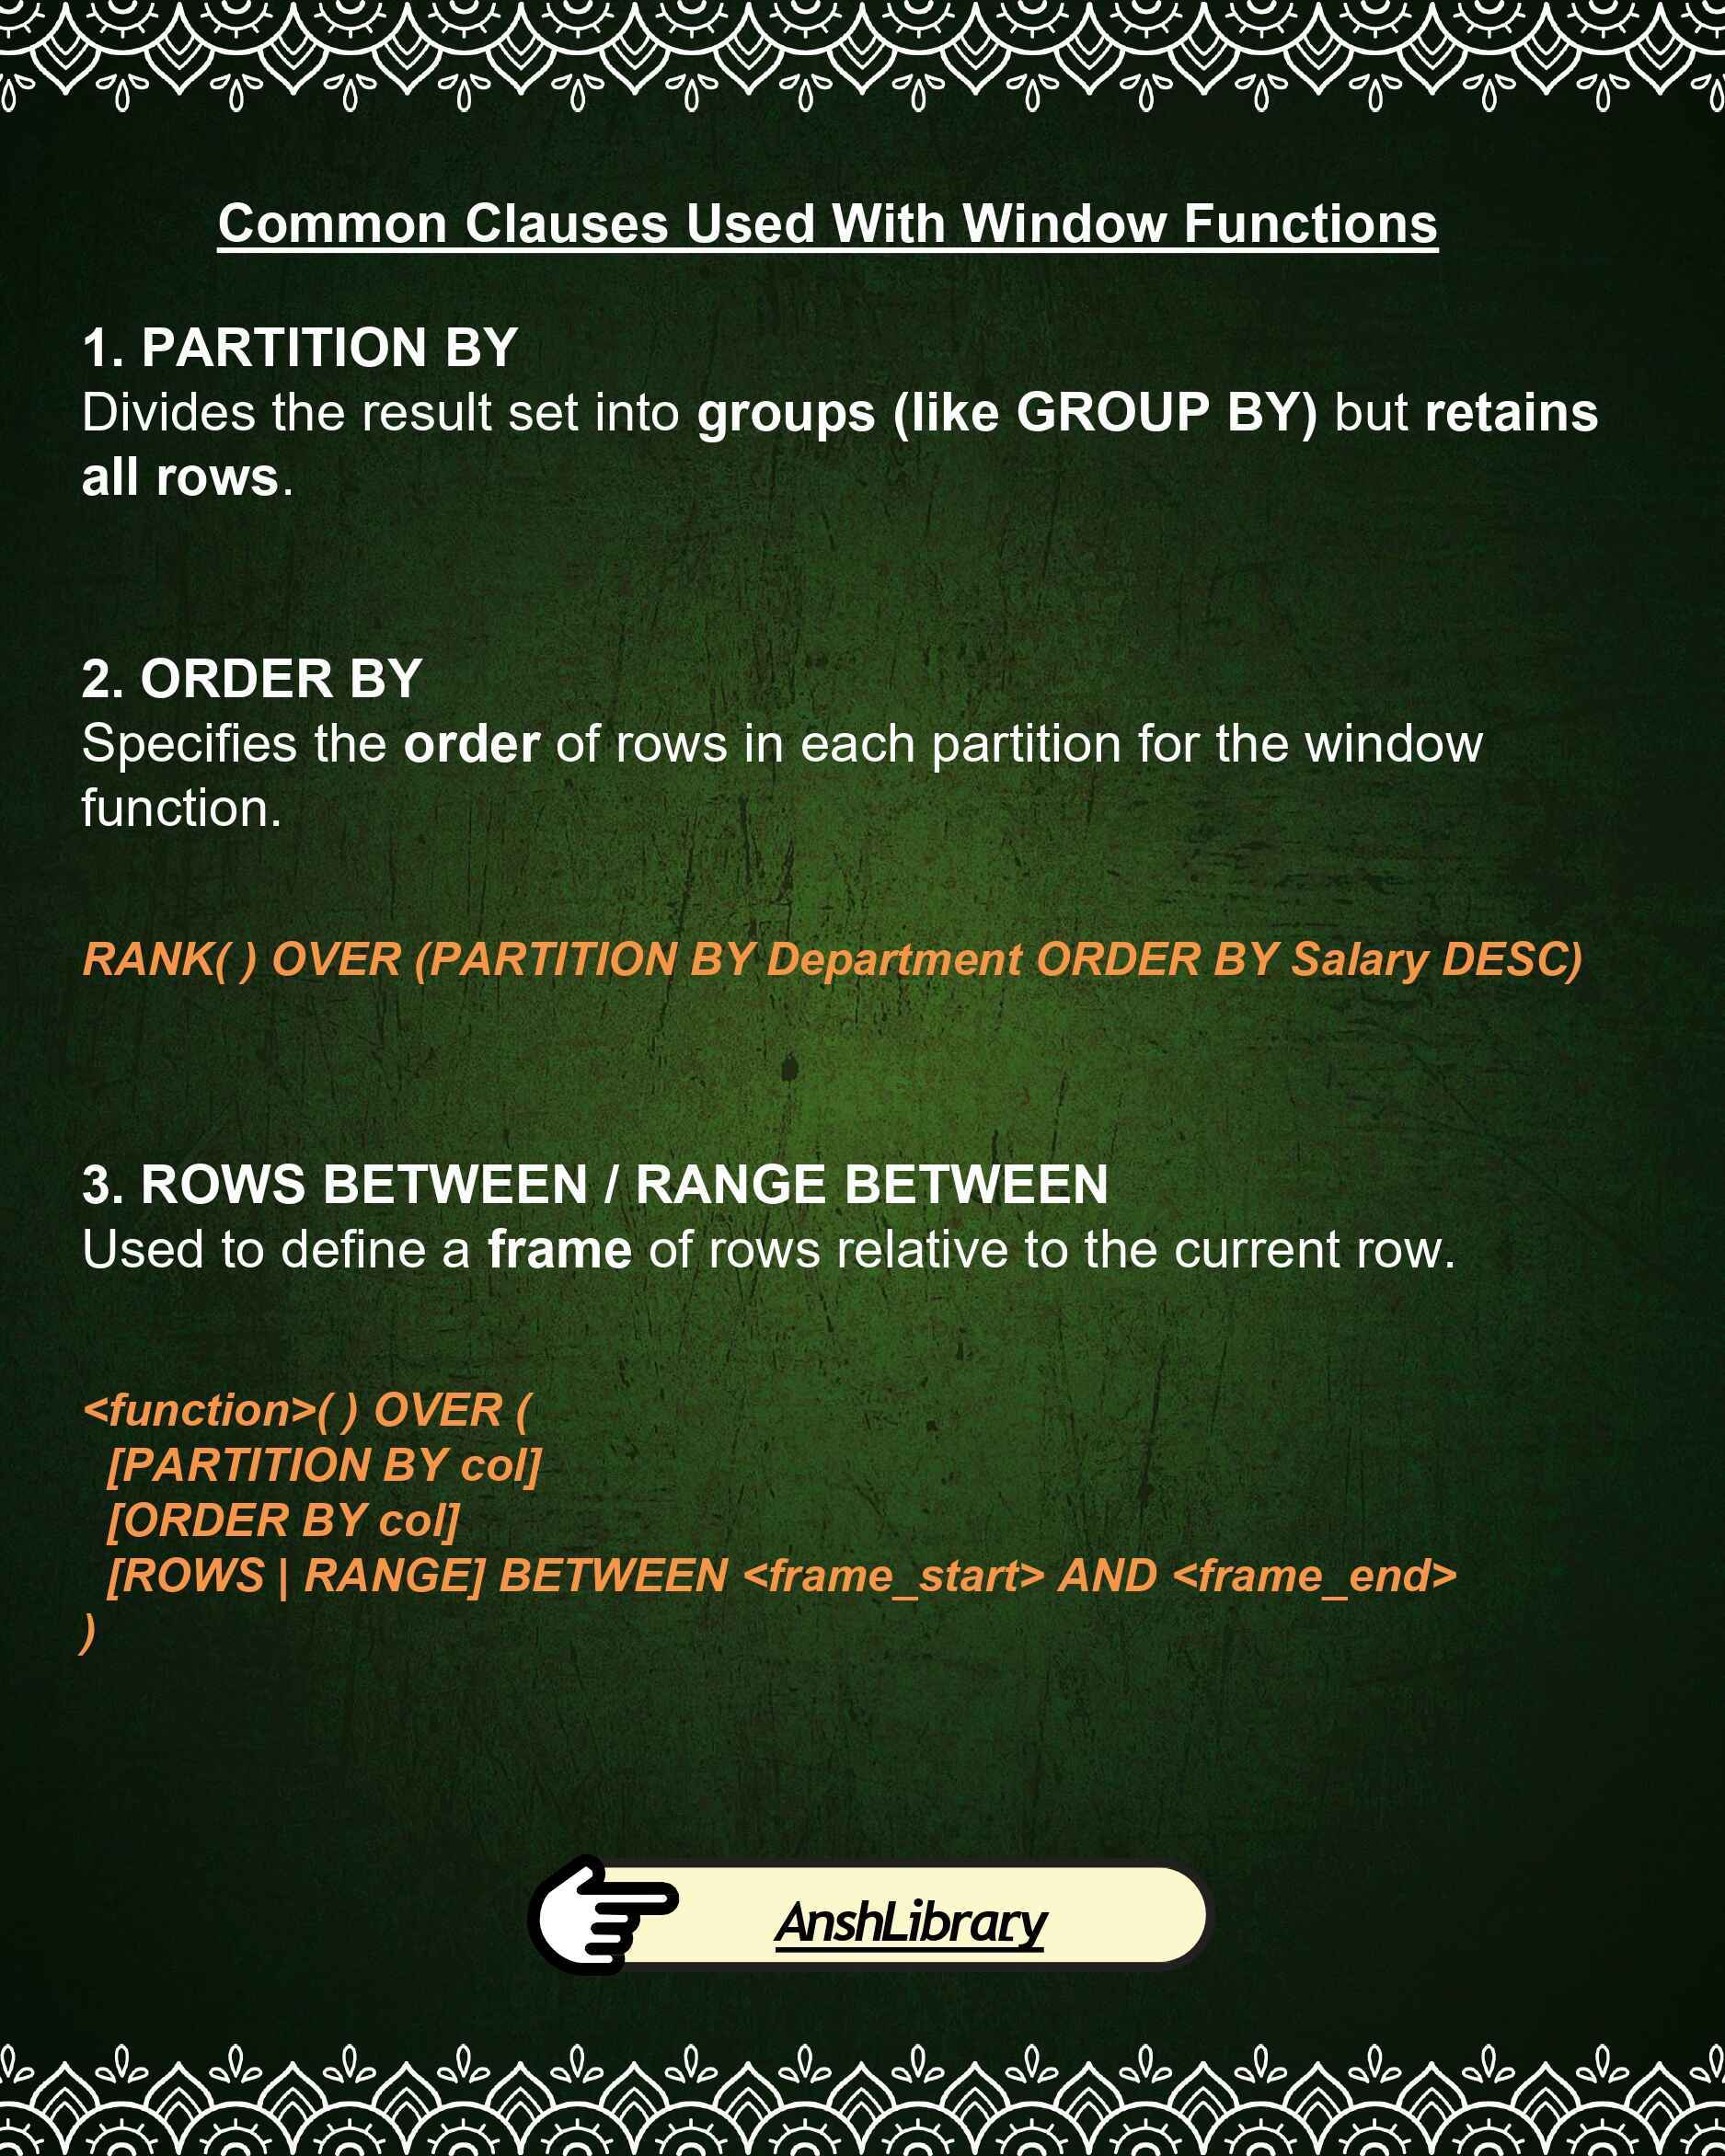 Common Clauses Used With Window Functions
1. PARTITION BY
Divides the result set into groups (like GROUP BY) but retains
all rows.
2. ORDER BY
Specifies the order of rows in each partition for the window
function.
RANK( ) OVER (PARTITION BY Department ORDER BY Salary DESC)
3. ROWS BETWEEN / RANGE BETWEEN
Used to define a frame of rows relative to the current row.
<function>( ) OVER (
[PARTITION BY col]
[ORDER BY col]
[ROWS | RANGE] BETWEEN <frame_start> AND <frame_end>
)
AnshLibrary